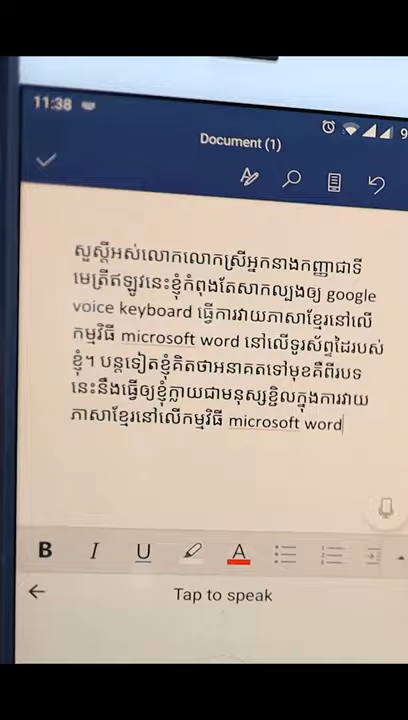 11:38
9
Document (1)
សួស្តីអស់លោកលោកស្រីអ្នកនាងកញ្ញាជាទី
មេត្រីឥឡូវនេះខ្ញុំកំពុងតែសាកល្បងឲ្យ google
voice keyboard ធ្វើការវាយភាសាខ្មែរនៅលើ
កម្មវិធី microsoft word នៅលើទូរស័ព្ទដៃរបស់
ខ្ញុំ។ បន្តទៀតខ្ញុំគិតថាអនាគតទៅមុខគឺពីរបទ
នេះនឹងធ្វើឲ្យខ្ញុំក្លាយជាមនុស្សខ្ជិលក្នុងការវាយ
ភាសាខ្មែរនៅលើកម្មវិធី microsoft word
B I U A
Tap to speak